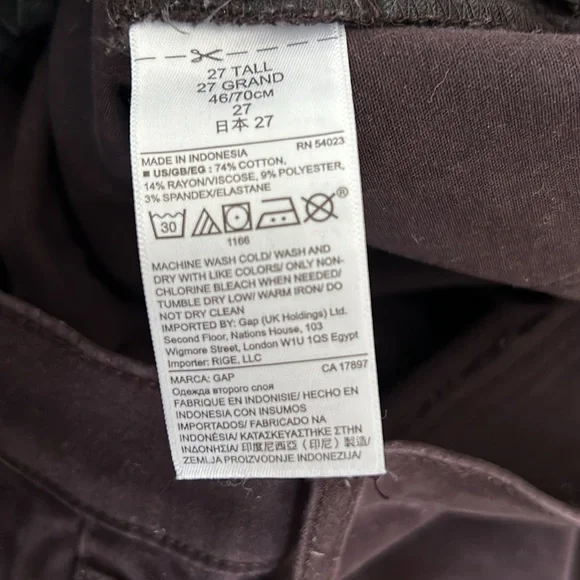 27 TALL
27 GRAND
46/70CM
27
日本 27
RN 54023
MADE IN INDONESIA
■ US/GB/EG : 74% COTTON,
14% RAYON/VISCOSE, 9% POLYESTER,
3% SPANDEX/ELASTANE
30
®
1166
MACHINE WASH COLD/ WASH AND
DRY WITH LIKE COLORS/ ONLY NON-
CHLORINE BLEACH WHEN NEEDED/
TUMBLE DRY LOW/ WARM IRON/ DO
NOT DRY CLEAN
IMPORTED BY: Gap (UK Holdings) Ltd.
Second Floor, Nations House, 103
Wigmore Street, London W1U 1QS Egypt
Importer: RIGE, LLC
MARCA: GAP CA 17897
Одежда второго слоя
FABRIQUE EN INDONISIE/ HECHO EN
INDONESIA CON INSUMOS
IMPORTADOS/ FABRICADO NA
INDONÉSIA/ ΚΑΤΑΣΚΕΥΑΣΤΗΚΕ ΣΤΗΝ
ΙΝΔΟΝΗΣΙΑ/ 印度尼西亞 (印尼) 製造/
ZEMLJA PROIZVODNJE INDONEZIJA/